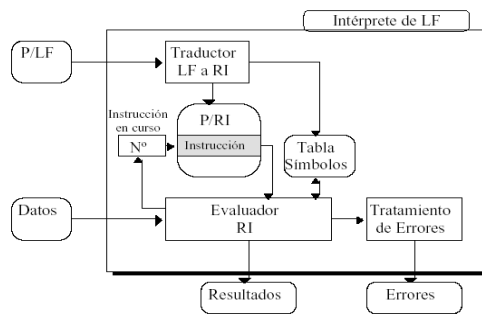 Intérprete de LF
P/LF
Traductor
LF a RI
Instrucción
en curso
Nº
P/RI
Instrucción
Tabla
Símbolos
Datos
Evaluador
RI
Tratamiento
de Errores
Resultados
Errores